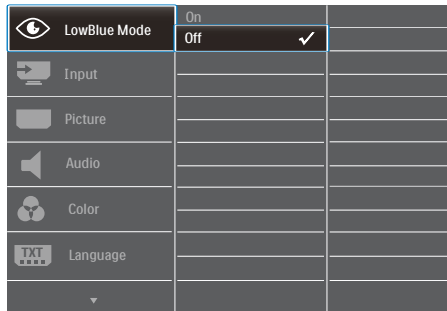 LowBlue Mode
On
Off
Input
Picture
Audio
Color
TXT
Language